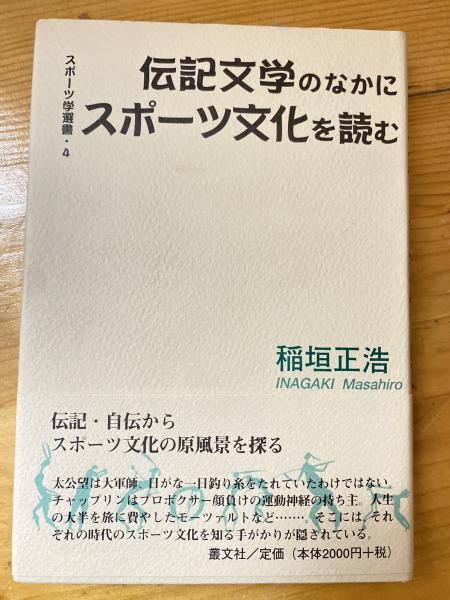 スポーツ学選書・4
伝記文学のなかに
スポーツ文化を読む
稲垣正浩
INAGAKI Masahiro
伝記・自伝から
スポーツ文化の原風景を探る
太公望は大軍師。日がな一日釣り糸をたれていたわけではない。
チャップリンはプロボクサー顔負けの運動神経の持ち主。人生
の大半を旅に費やしたモーツァルトなど……。そこには、それ
ぞれの時代のスポーツ文化を知る手がかりが隠されている。
叢文社／定価（本体2000円＋税）